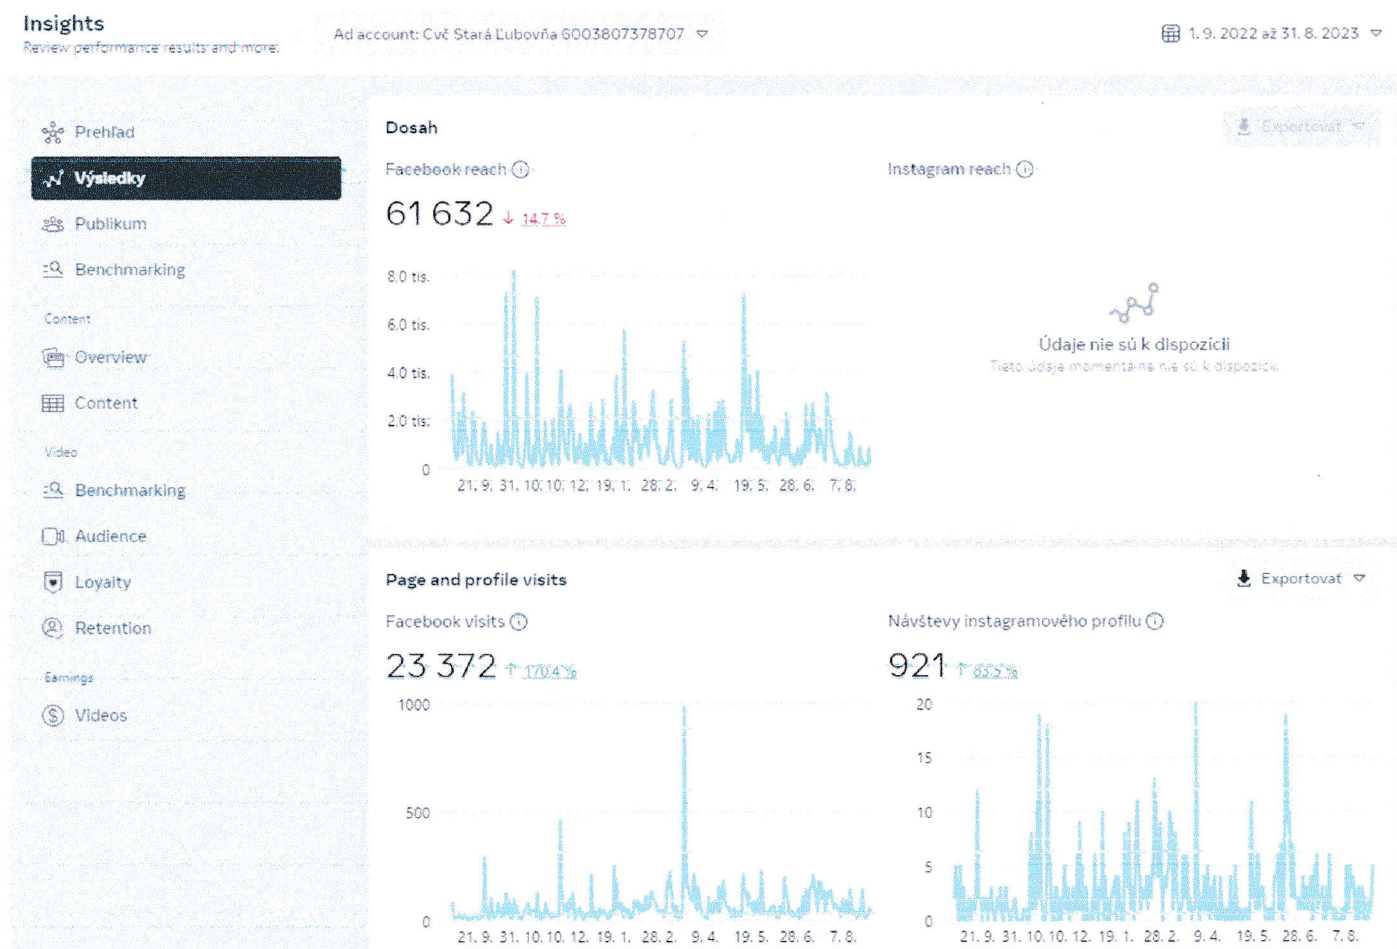 Insights
Review performance results and more.
Ad account: Cvč Stará Ľubovňa 6003807378707
1. 9. 2022 až 31. 8. 2023
Prehľad
Výsledky
Publikum
Benchmarking
Content
Overview
Content
Video
Benchmarking
Audience
Loyalty
Retention
Earnings
Videos
Dosah
Exportovať
Facebook reach
61 632 ↓ 14.7 %
8.0 tis.
6.0 tis.
4.0 tis.
2.0 tis.
0
21. 9. 31. 10. 10. 12. 19. 1. 28. 2. 9. 4. 19. 5. 28. 6. 7. 8.
Instagram reach
Údaje nie sú k dispozícii
Tieto údaje momentálne nie sú k dispozícii.
Page and profile visits
Exportovať
Facebook visits
23 372 ↑ 170.4 %
1000
500
0
21. 9. 31. 10. 10. 12. 19. 1. 28. 2. 9. 4. 19. 5. 28. 6. 7. 8.
Návštevy instagramového profilu
921 ↑
20
15
10
5
0
21. 9. 31. 10. 10. 12. 19. 1. 28. 2. 9. 4. 19. 5. 28. 6. 7. 8.